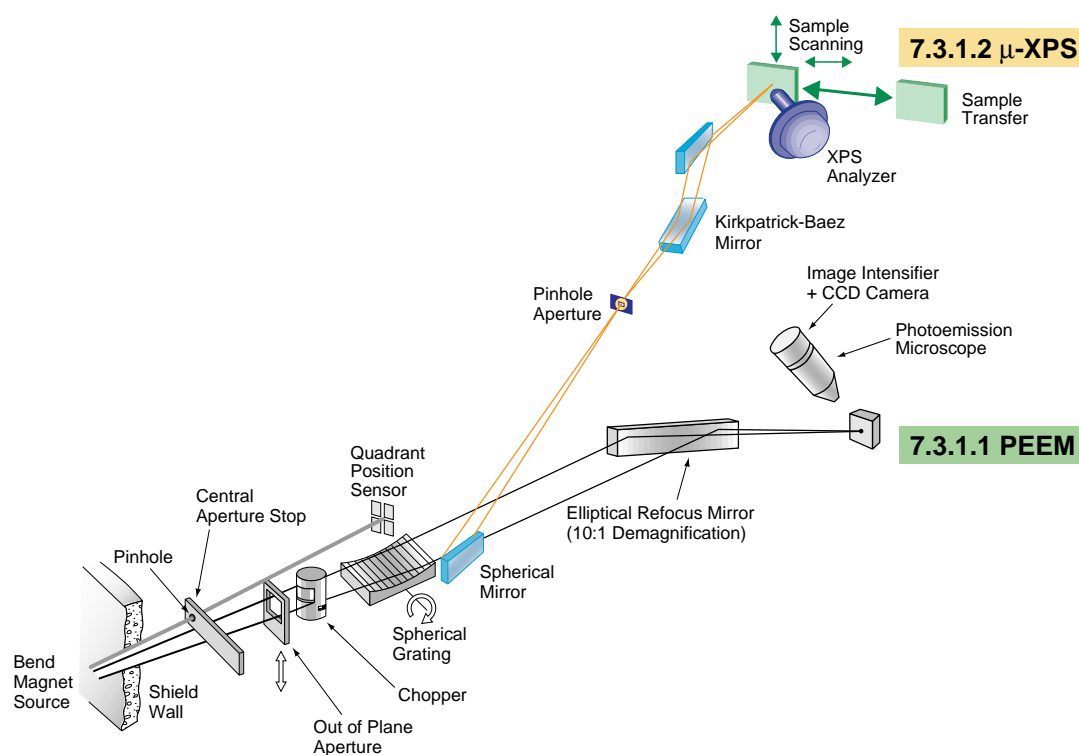 Sample
Scanning
7.3.1.2 μ-XPS
Sample
Transfer
XPS
Analyzer
Kirkpatrick-Baez
Mirror
Image Intensifier
+ CCD Camera
Pinhole
Aperture
Photoemission
Microscope
7.3.1.1 PEEM
Quadrant
Position
Sensor
Elliptical Refocus Mirror
(10:1 Demagnification)
Central
Aperture Stop
Pinhole
Spherical
Mirror
Spherical
Grating
Bend
Magnet
Source
Shield
Wall
Chopper
Out of Plane
Aperture